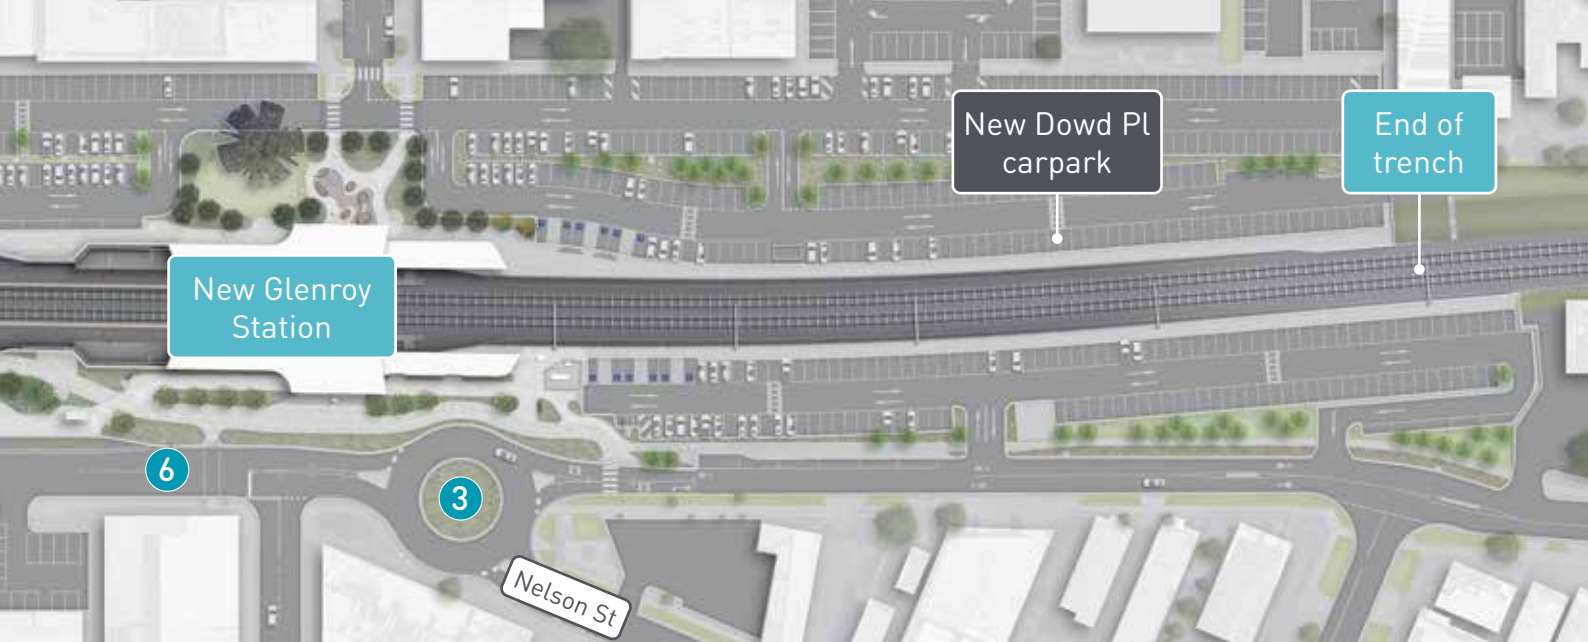 New Dowd Pl
carpark
End of
trench
New Glenroy
Station
6
3
Nelson St